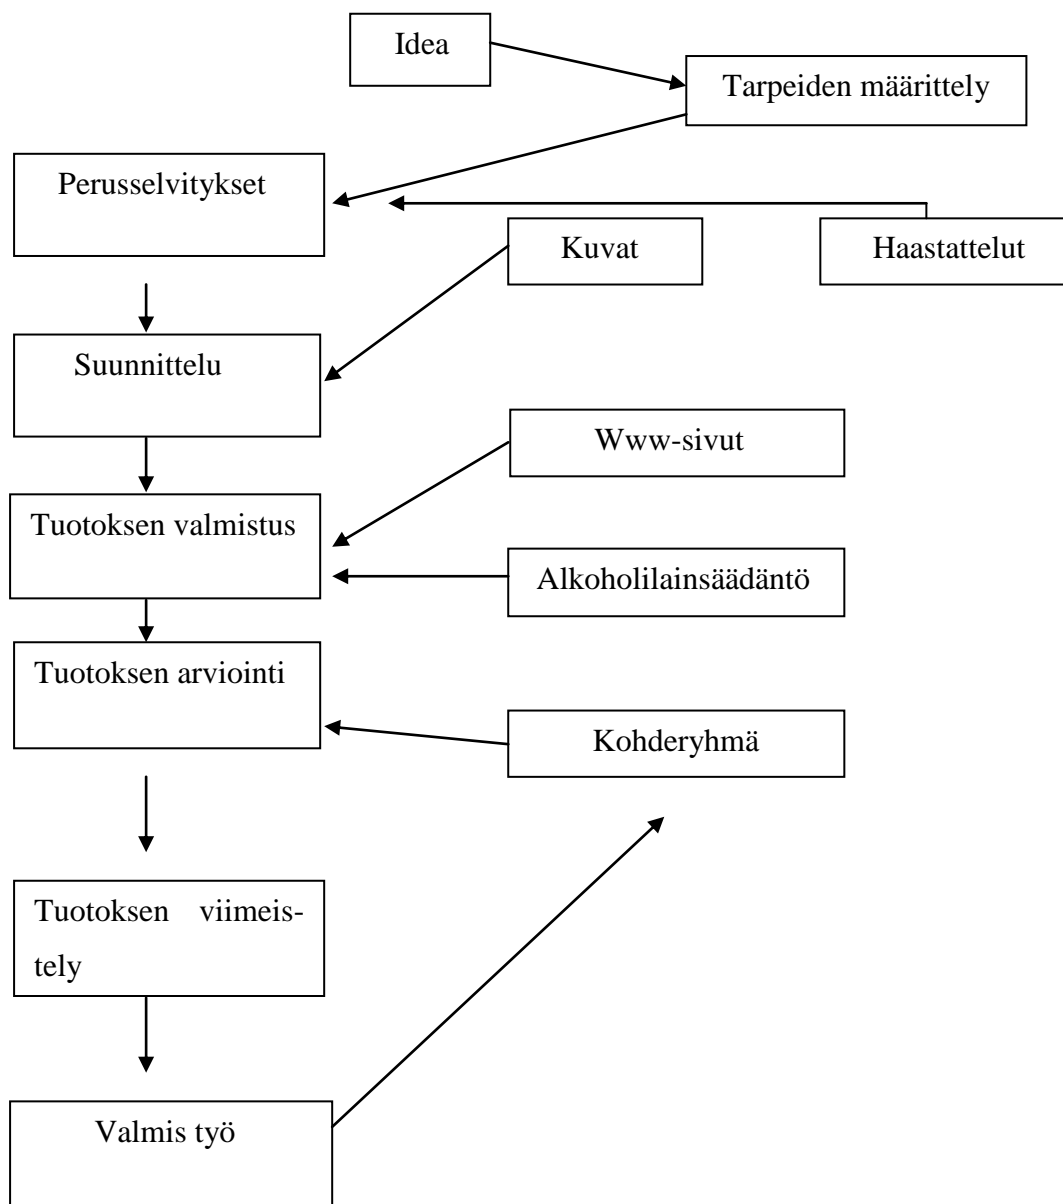 Idea
Tarpeiden määrittely
Perusselvitykset
Kuvat
Haastattelut
Suunnittelu
Www-sivut
Tuotoksen valmistus
Alkoholilainsäädäntö
Tuotoksen arviointi
Kohderyhmä
Tuotoksen viimeis-
tely
Valmis työ